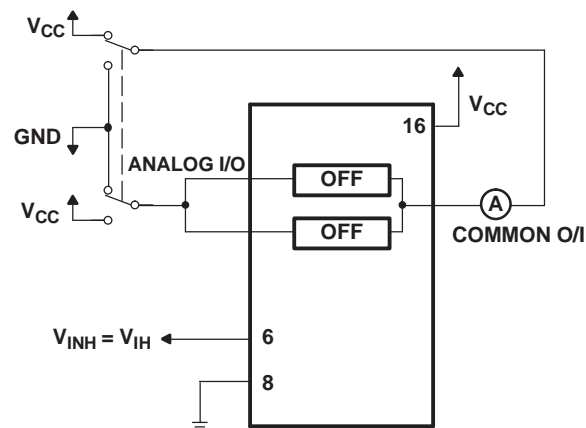 VCC
VCC
16
GND
ANALOG I/O
OFF
VCC
OFF
A
COMMON O/I
VINH = VIH
6
8